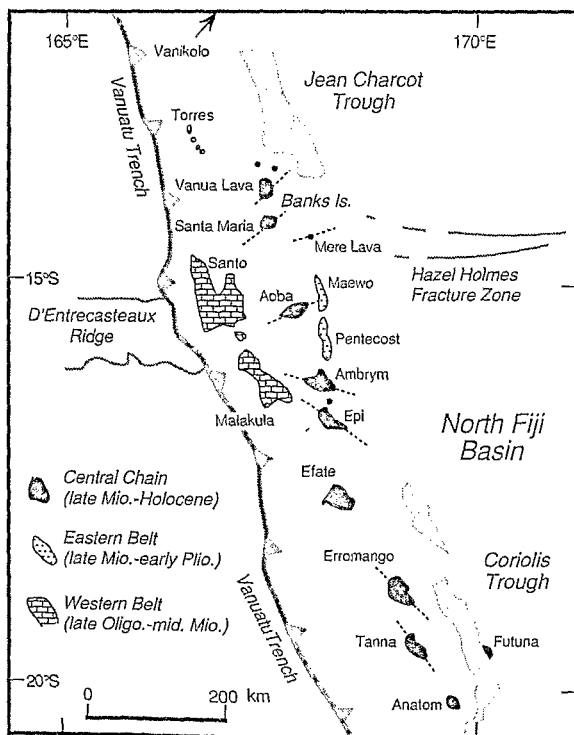 165°E
170°E
Vanikolo
Jean Charcot
Trough
Torres
Vanuatu Trench
Vanua Lava
Banks Is.
Santa Maria
Mere Lava
Santo
Maewo
Hazel Holmes
Fracture Zone
15°S
Aoba
D'Entrecasteaux
Ridge
Pentecost
Ambrym
Malakula
Epi
North Fiji
Basin
Central Chain
(late Mio.-Holocene)
Efate
Eastern Belt
(late Mio.-early Plio.)
Erromango
Coriolis
Trough
Western Belt
(late Oligo.-mid. Mio.)
Vanuatu Trench
Tanna
Futuna
20°S
0
200
km
Anatom